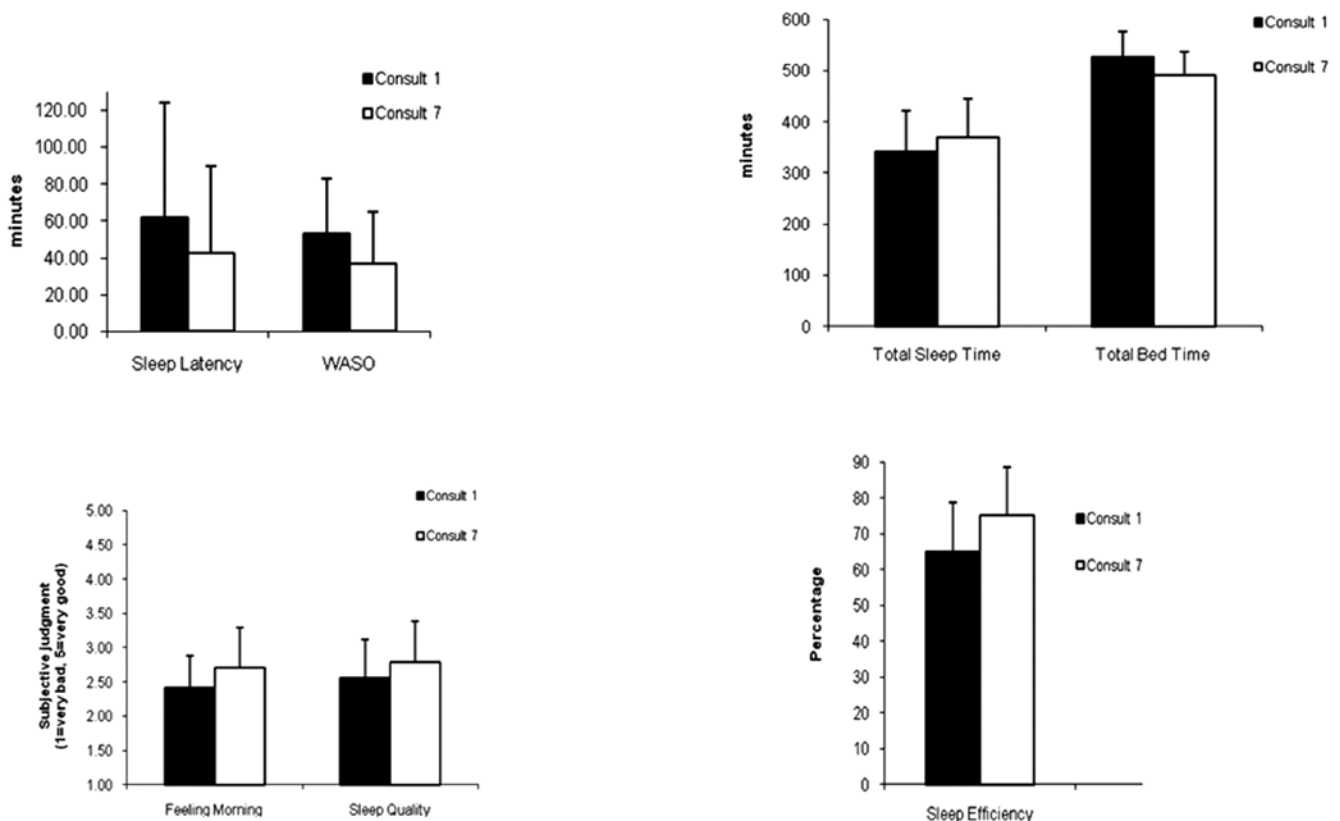 Consult 1
Consult 7
120.00
100.00
80.00
60.00
40.00
20.00
0.00
minutes
Sleep Latency
WASO
Consult 1
Consult 7
600
500
400
300
200
100
0
minutes
Total Sleep Time
Total Bed Time
Consult 1
Consult 7
5.00
4.50
4.00
3.50
3.00
2.50
2.00
1.50
1.00
Subjective judgment
(1=very bad, 5=very good)
Feeling Morning
Sleep Quality
Consult 1
Consult 7
90
80
70
60
50
40
30
20
10
0
Percentage
Sleep Efficiency